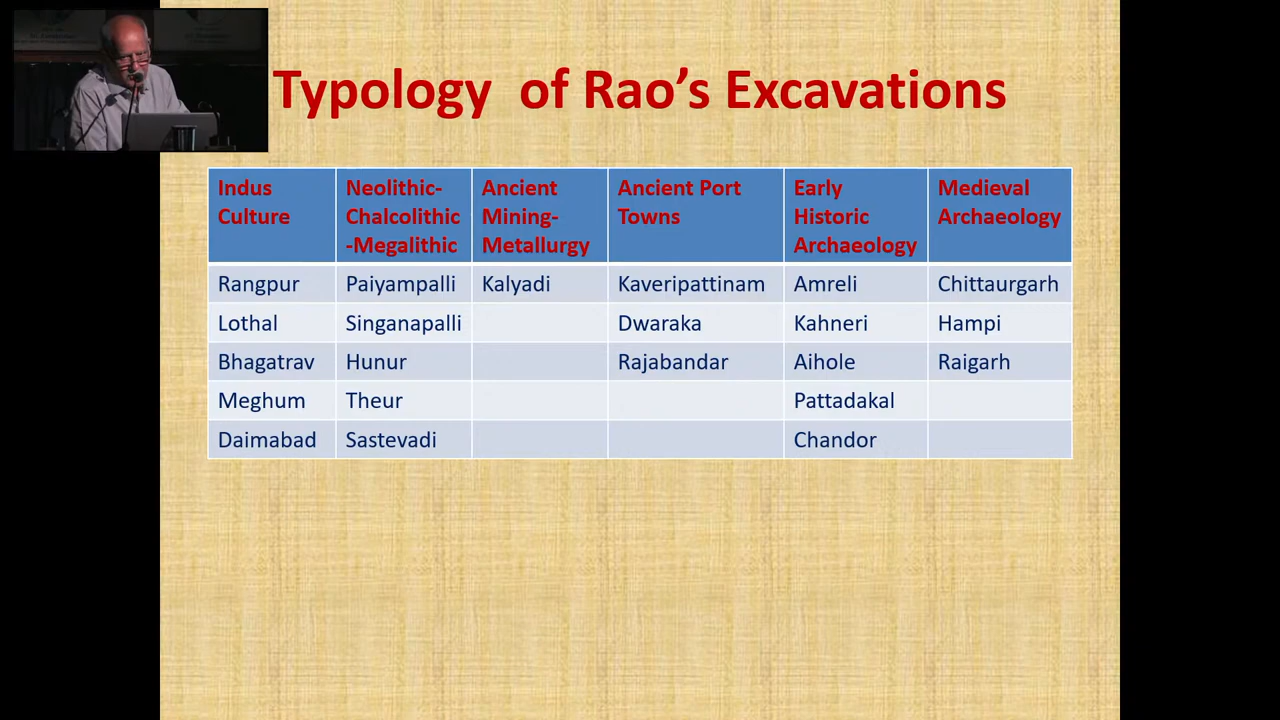 Typology of Rao's Excavations
Indus Culture | Neolithic-Chalcolithic-Megalithic | Ancient Mining-Metallurgy | Ancient Port Towns | Early Historic Archaeology | Medieval Archaeology
Rangpur | Paiyampalli | Kalyadi | Kaveripattinam | Amreli | Chittaurgarh
Lothal | Singanapalli | | Dwaraka | Kahneri | Hampi
Bhagatrav | Hunur | | Rajabandar | Aihole | Raigarh
Meghum | Theur | | | Pattadakal |
Daimabad | Sastevadi | | | Chandor |